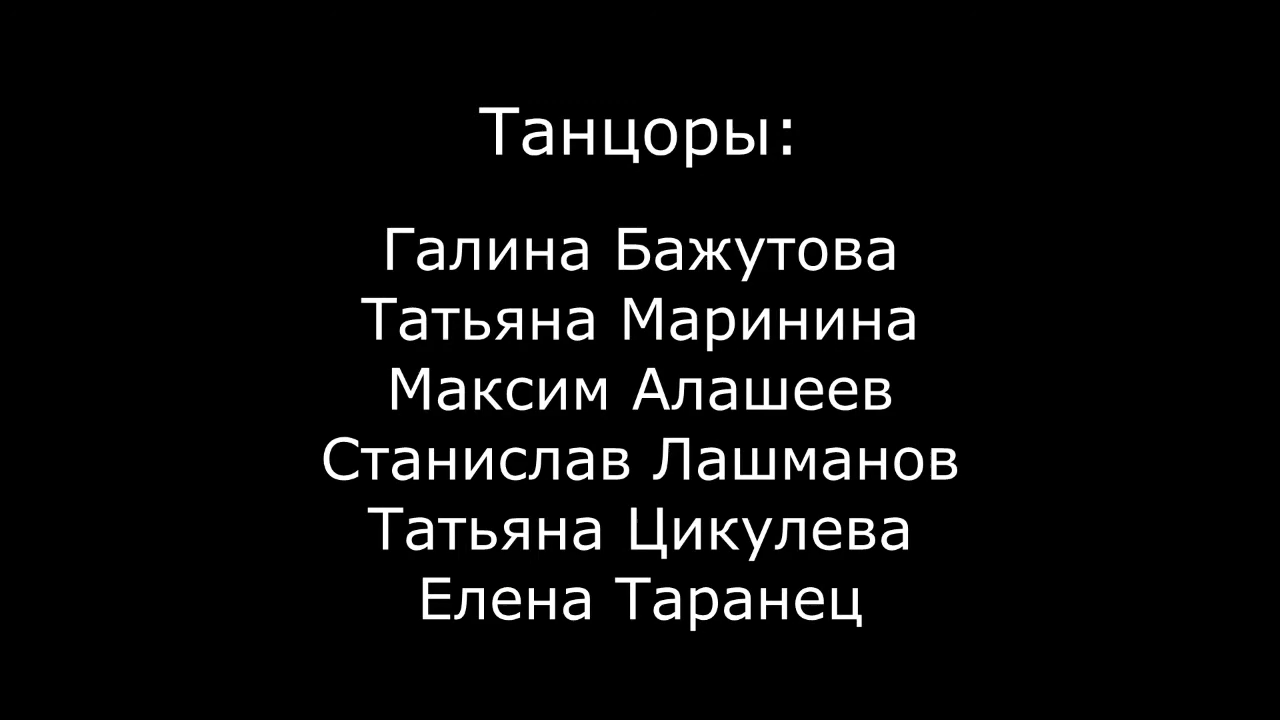 Танцоры:
Галина Бажутова
Татьяна Маринина
Максим Алашеев
Станислав Лашманов
Татьяна Цикулева
Елена Таранец